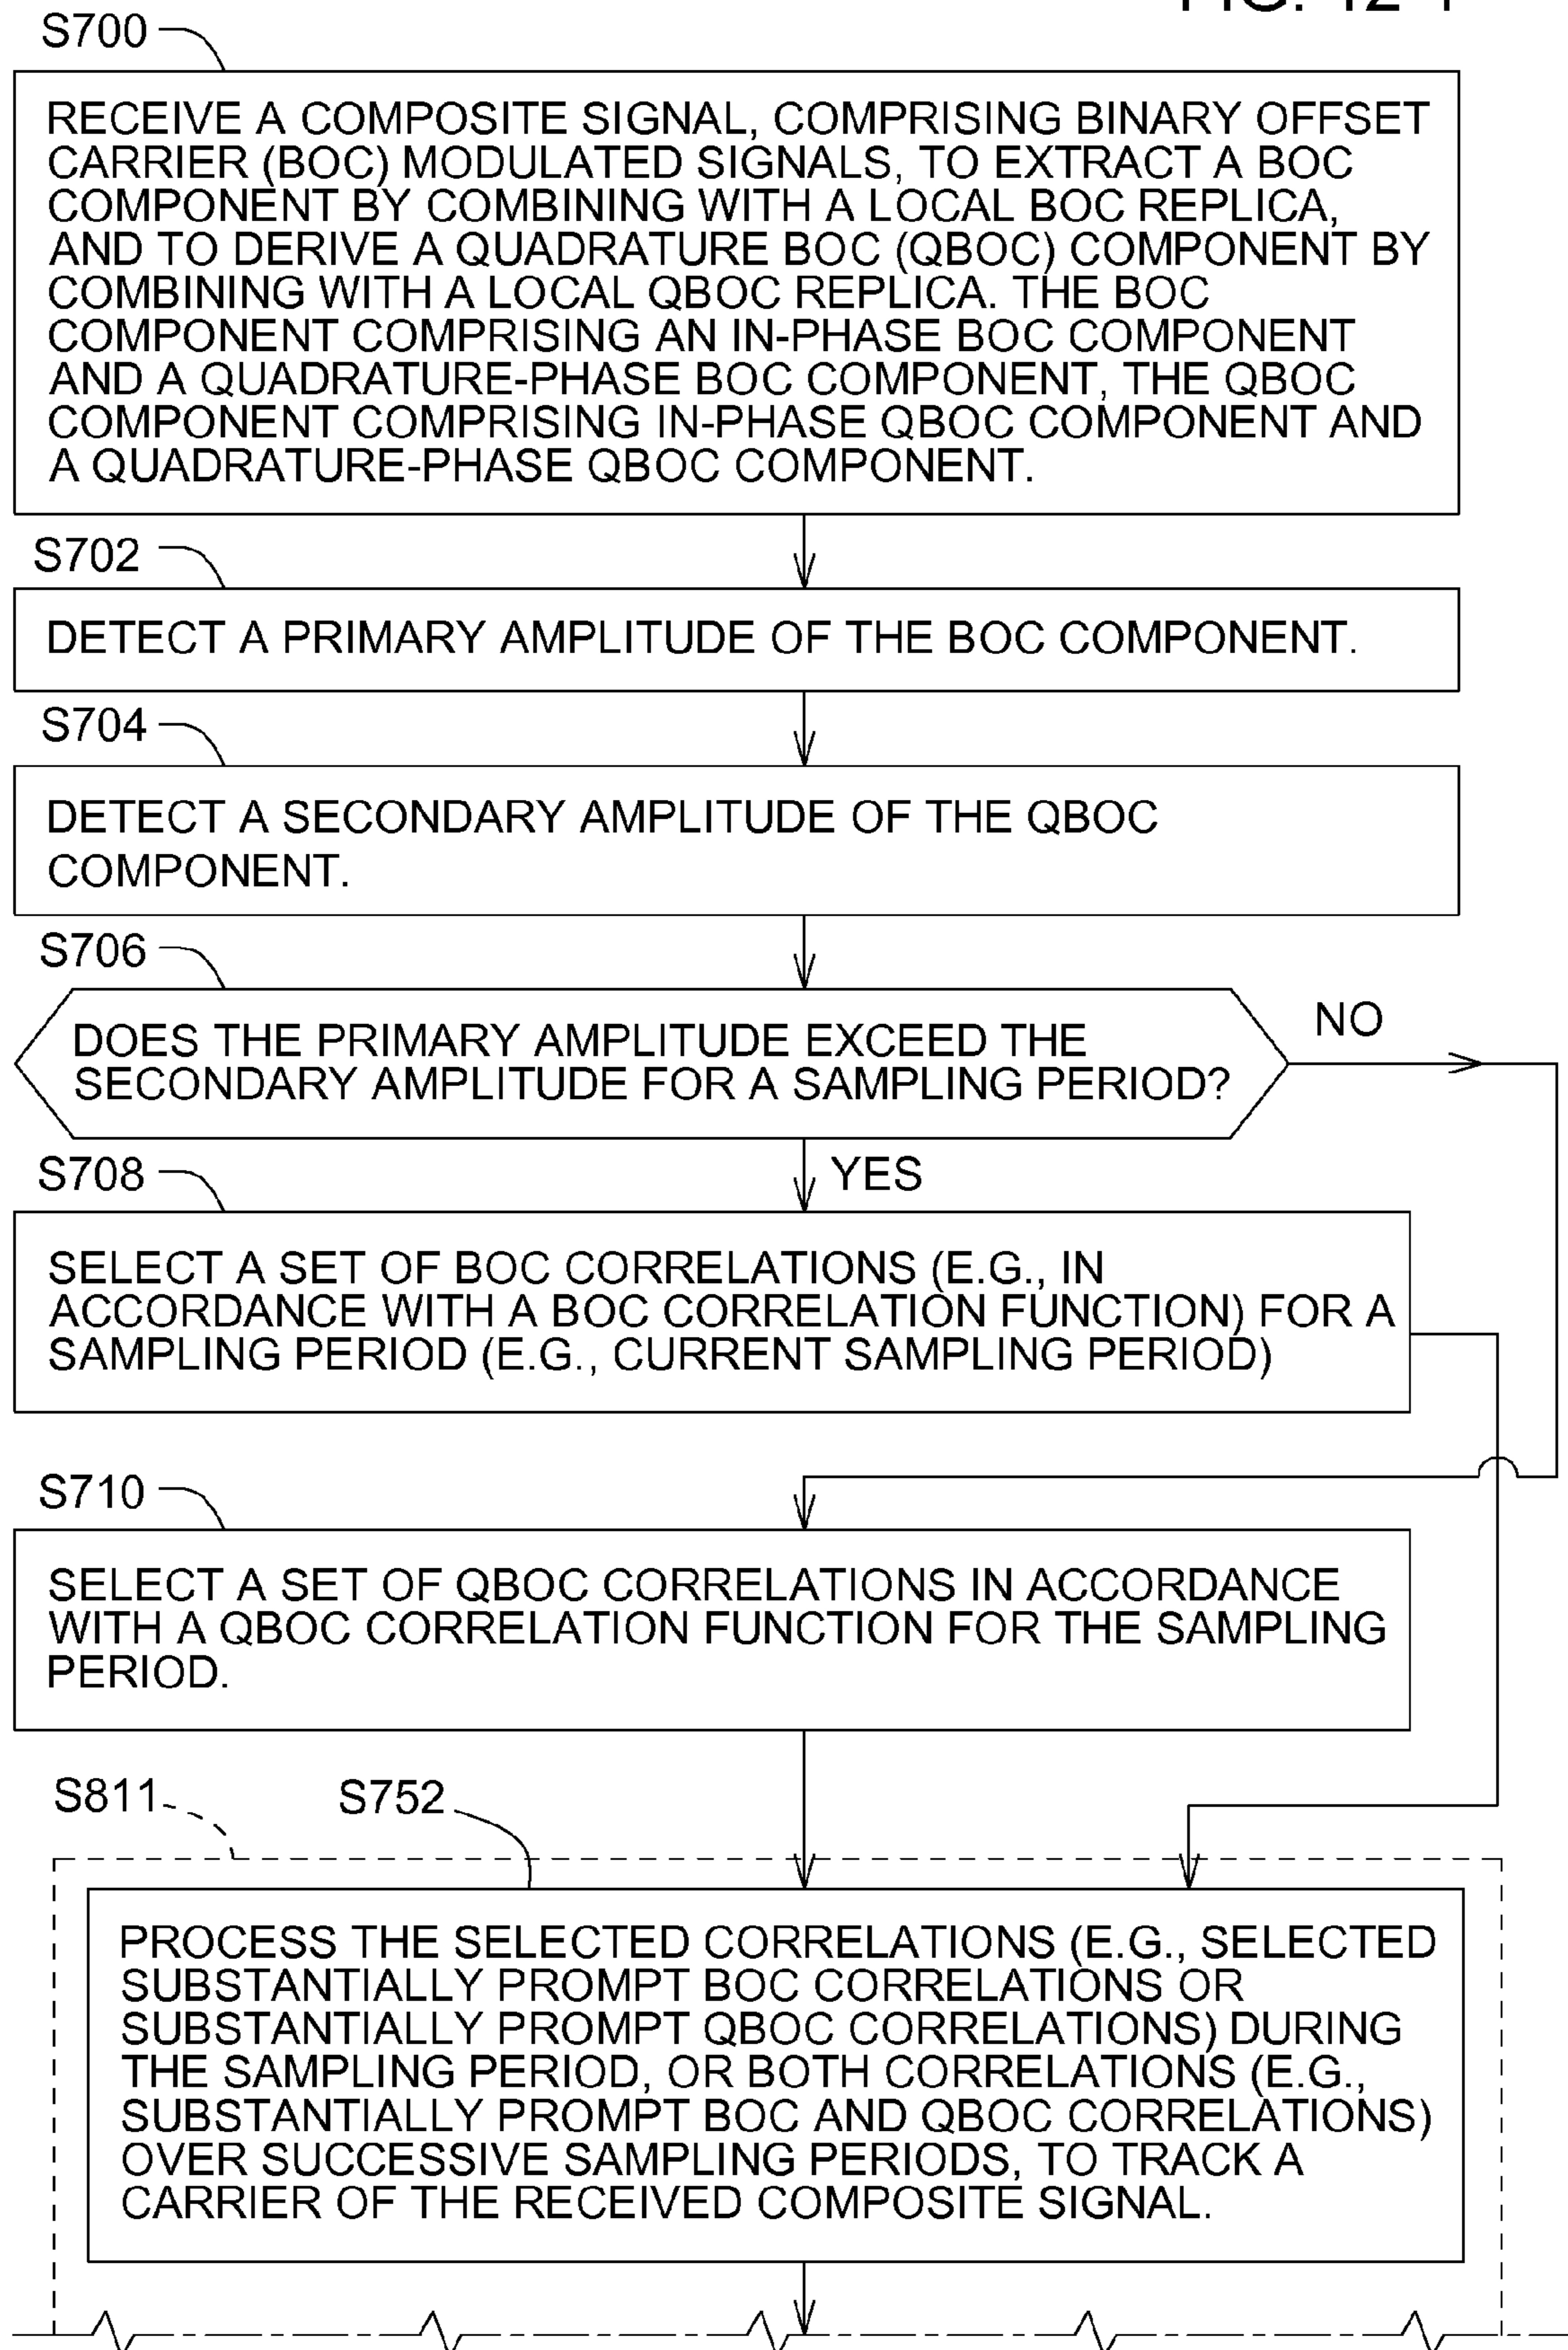 S700
RECEIVE A COMPOSITE SIGNAL, COMPRISING BINARY OFFSET
CARRIER (BOC) MODULATED SIGNALS, TO EXTRACT A BOC
COMPONENT BY COMBINING WITH A LOCAL BOC REPLICA,
AND TO DERIVE A QUADRATURE BOC (QBOC) COMPONENT BY
COMBINING WITH A LOCAL QBOC REPLICA. THE BOC
COMPONENT COMPRISING AN IN-PHASE BOC COMPONENT
AND A QUADRATURE-PHASE BOC COMPONENT, THE QBOC
COMPONENT COMPRISING IN-PHASE QBOC COMPONENT AND
A QUADRATURE-PHASE QBOC COMPONENT.
S702
DETECT A PRIMARY AMPLITUDE OF THE BOC COMPONENT.
S704
DETECT A SECONDARY AMPLITUDE OF THE QBOC
COMPONENT.
S706
DOES THE PRIMARY AMPLITUDE EXCEED THE
SECONDARY AMPLITUDE FOR A SAMPLING PERIOD?
NO
YES
S708
SELECT A SET OF BOC CORRELATIONS (E.G., IN
ACCORDANCE WITH A BOC CORRELATION FUNCTION) FOR A
SAMPLING PERIOD (E.G., CURRENT SAMPLING PERIOD)
S710
SELECT A SET OF QBOC CORRELATIONS IN ACCORDANCE
WITH A QBOC CORRELATION FUNCTION FOR THE SAMPLING
PERIOD.
S811
S752
PROCESS THE SELECTED CORRELATIONS (E.G., SELECTED
SUBSTANTIALLY PROMPT BOC CORRELATIONS OR
SUBSTANTIALLY PROMPT QBOC CORRELATIONS) DURING
THE SAMPLING PERIOD, OR BOTH CORRELATIONS (E.G.,
SUBSTANTIALLY PROMPT BOC AND QBOC CORRELATIONS)
OVER SUCCESSIVE SAMPLING PERIODS, TO TRACK A
CARRIER OF THE RECEIVED COMPOSITE SIGNAL.